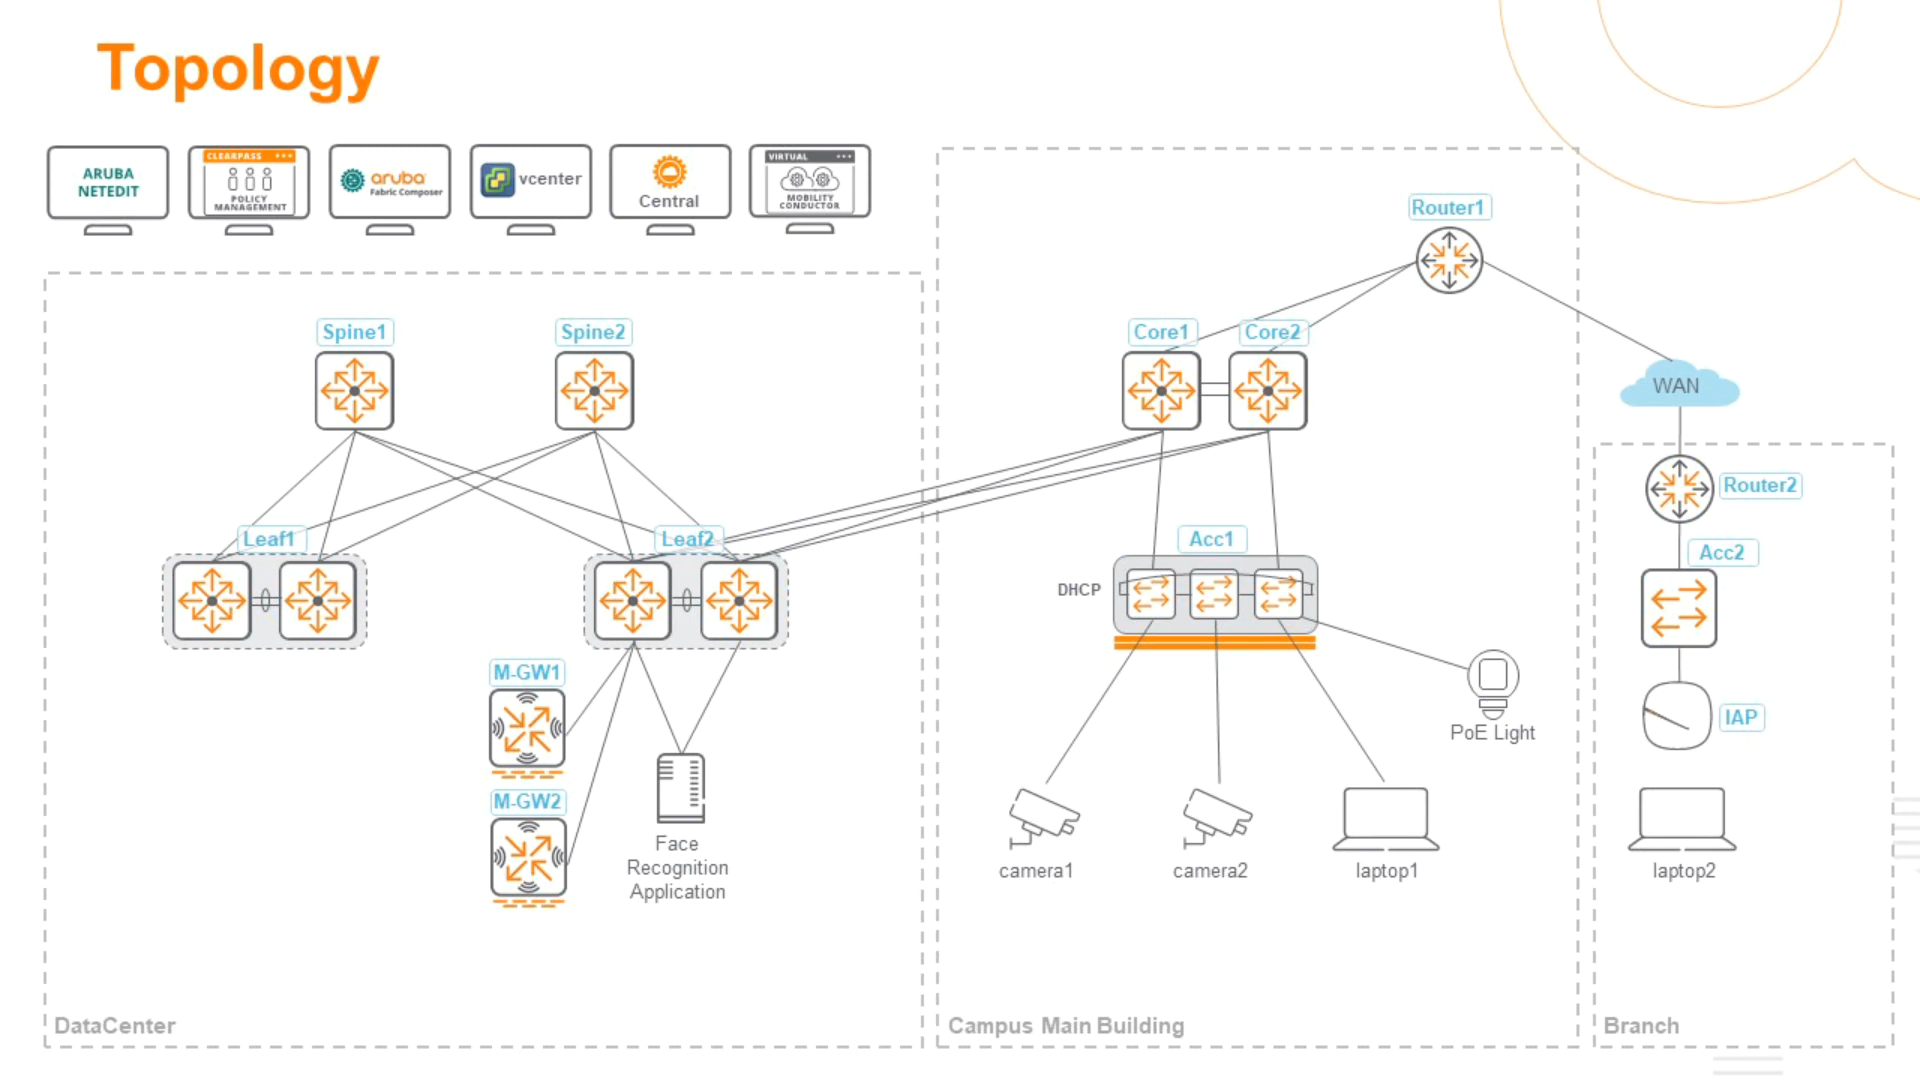 Topology
ARUBA
NETEDIT
CLEARPASS
POLICY
MANAGEMENT
aruba
Fabric Composer
vcenter
Central
VIRTUAL
MOBILITY
CONDUCTOR
Router1
Spine1
Spine2
Core1
Core2
WAN
Router2
Leaf1
Leaf2
Acc1
Acc2
DHCP
M-GW1
IAP
PoE Light
M-GW2
Face
Recognition
Application
camera1
camera2
laptop1
laptop2
DataCenter
Campus Main Building
Branch